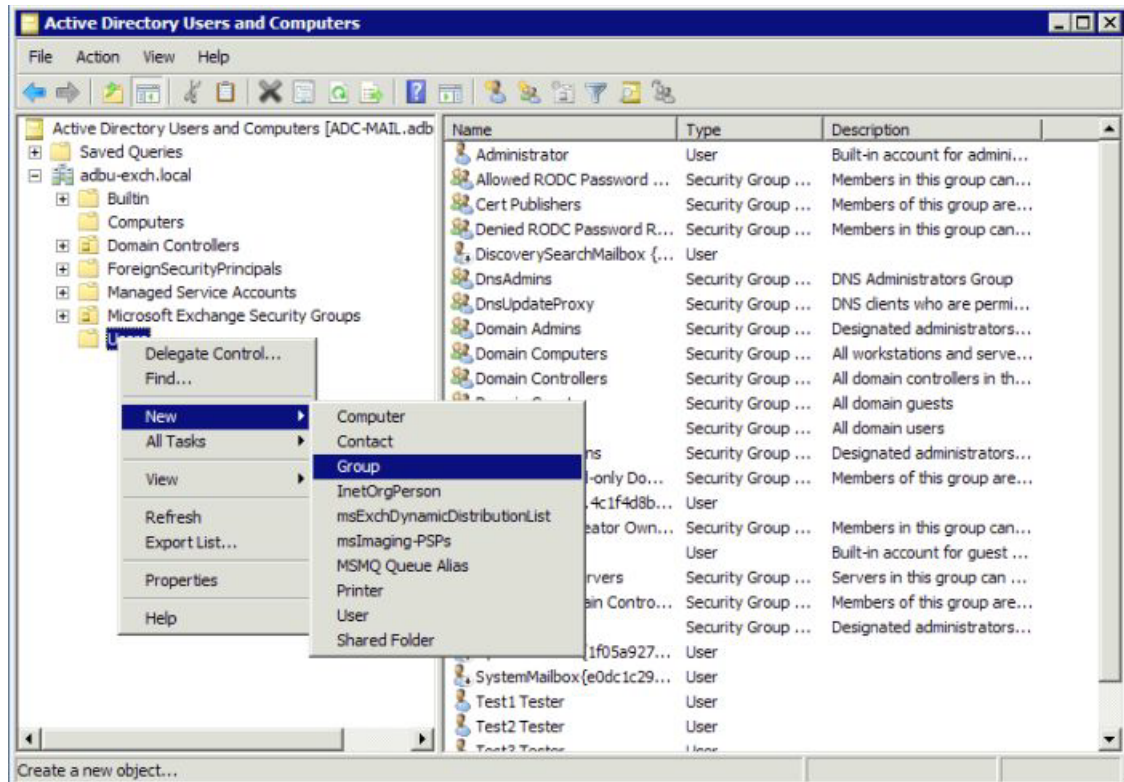 Active Directory Users and Computers
File Action View Help
Active Directory Users and Computers [ADC-MAIL.adb
Saved Queries
adbu-exch.local
Builtin
Computers
Domain Controllers
ForeignSecurityPrincipals
Managed Service Accounts
Microsoft Exchange Security Groups
Delegate Control...
Find...
New
All Tasks
View
Refresh
Export List...
Properties
Help
Computer
Contact
Group
InetOrgPerson
msExchDynamicDistributionList
msImaging-PSPs
MSMQ Queue Alias
Printer
User
Shared Folder
Name Type Description
Administrator User Built-in account for admini...
Allowed RODC Password ... Security Group ... Members in this group can...
Cert Publishers Security Group ... Members of this group are...
Denied RODC Password R... Security Group ... Members in this group can...
DiscoverySearchMailbox {... User
DnsAdmins Security Group ... DNS Administrators Group
DnsUpdateProxy Security Group ... DNS clients who are permi...
Domain Admins Security Group ... Designated administrators...
Domain Computers Security Group ... All workstations and serve...
Domain Controllers Security Group ... All domain controllers in th...
Security Group ... All domain guests
Security Group ... All domain users
ns Security Group ... Designated administrators...
l-only Do... Security Group ... Members of this group are...
.4c1f4d8b... User
eator Own... Security Group ... Members in this group can...
User Built-in account for guest ...
rvers Security Group ... Servers in this group can ...
ain Contro... Security Group ... Members of this group are...
Security Group ... Designated administrators...
{1f05a927... User
SystemMailbox{e0dc1c29... User
Test1 Tester User
Test2 Tester User
Test3 Tester User
Create a new object...